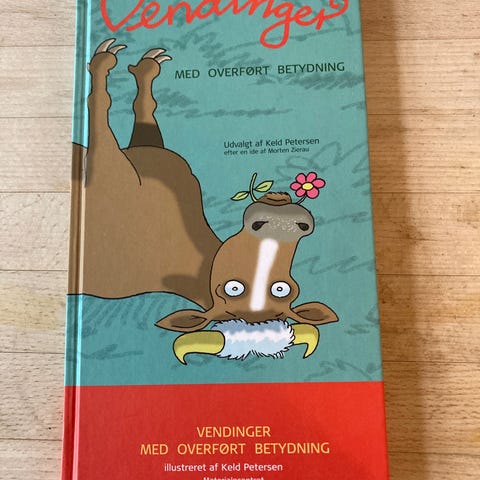 Vendinger
MED OVERFØRT BETYDNING
Udvalgt af Keld Petersen
efter en ide af Morten Zierau
VENDINGER
MED OVERFØRT BETYDNING
illustreret af Keld Petersen
Materialecentret